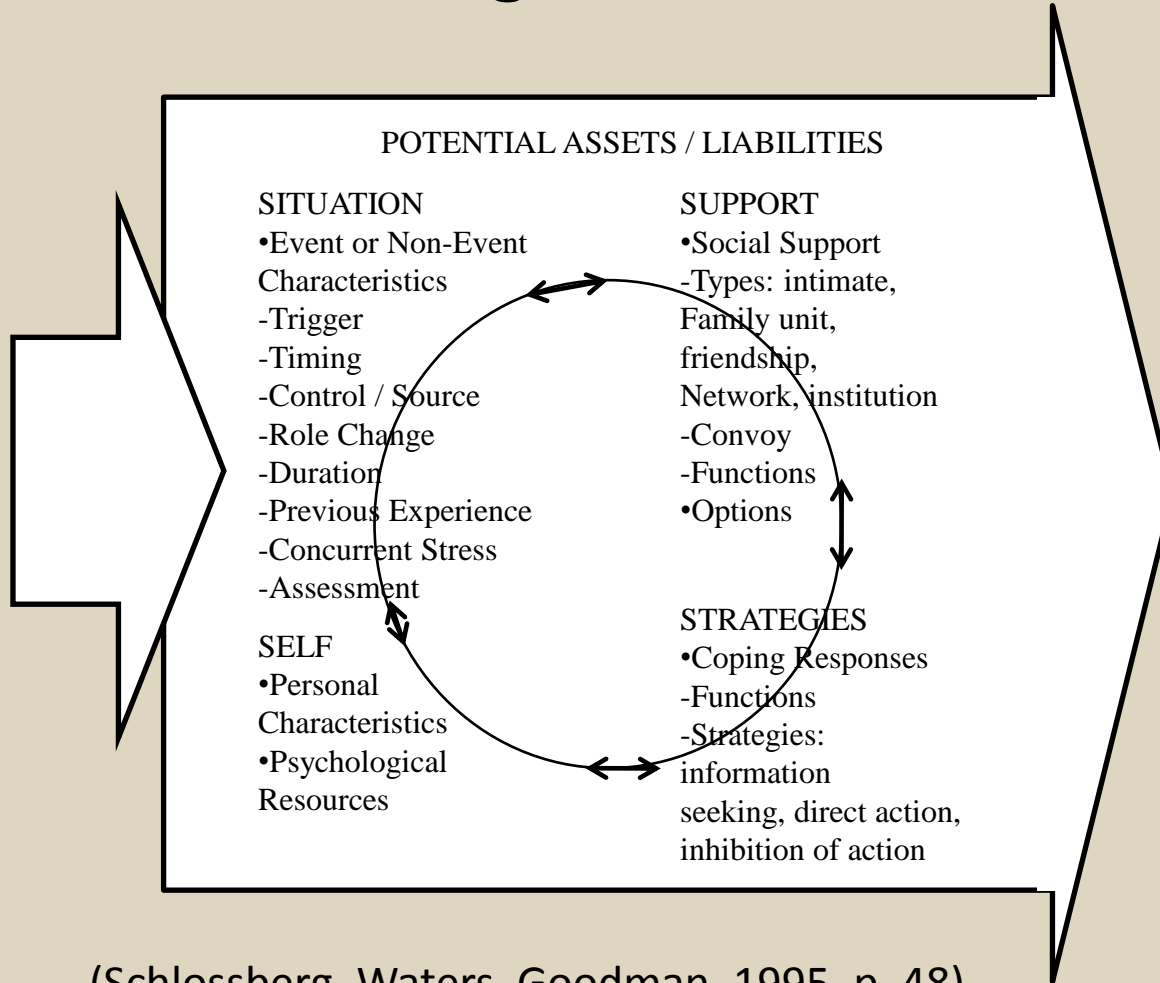 POTENTIAL ASSETS / LIABILITIES
SITUATION
•Event or Non-Event
Characteristics
-Trigger
-Timing
-Control / Source
-Role Change
-Duration
-Previous Experience
-Concurrent Stress
-Assessment
SELF
•Personal
Characteristics
•Psychological
Resources
SUPPORT
•Social Support
-Types: intimate,
Family unit,
friendship,
Network, institution
-Convoy
-Functions
•Options
STRATEGIES
•Coping Responses
-Functions
-Strategies:
information
seeking, direct action,
inhibition of action
(Schlossberg, Waters, Goodman, 1995, p. 48)